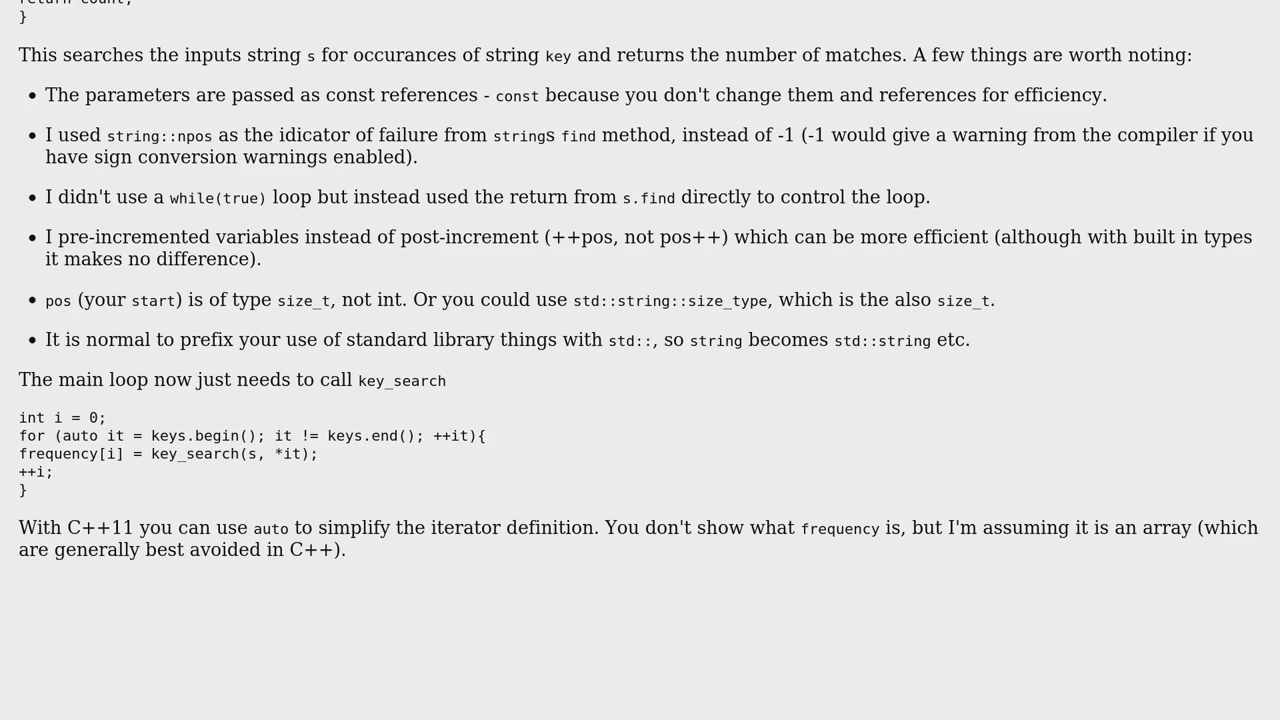 return count;
}
This searches the inputs string s for occurances of string key and returns the number of matches. A few things are worth noting:
• The parameters are passed as const references - const because you don't change them and references for efficiency.
• I used string::npos as the idicator of failure from strings find method, instead of -1 (-1 would give a warning from the compiler if you
have sign conversion warnings enabled).
• I didn't use a while(true) loop but instead used the return from s.find directly to control the loop.
• I pre-incremented variables instead of post-increment (++pos, not pos++) which can be more efficient (although with built in types
it makes no difference).
• pos (your start) is of type size_t, not int. Or you could use std::string::size_type, which is the also size_t.
• It is normal to prefix your use of standard library things with std::, so string becomes std::string etc.
The main loop now just needs to call key_search
int i = 0;
for (auto it = keys.begin(); it != keys.end(); ++it){
frequency[i] = key_search(s, *it);
++i;
}
With C++11 you can use auto to simplify the iterator definition. You don't show what frequency is, but I'm assuming it is an array (which
are generally best avoided in C++).